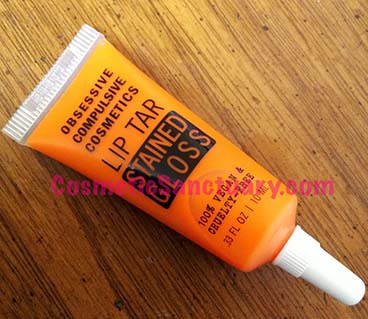 OBSESSIVE
COMPULSIVE
COSMETICS
LIP TAR
STAINED
GLOSS
100% VEGAN &
CRUELTY-FREE
.33 FL OZ | 10
CosmeticSanctuary.com